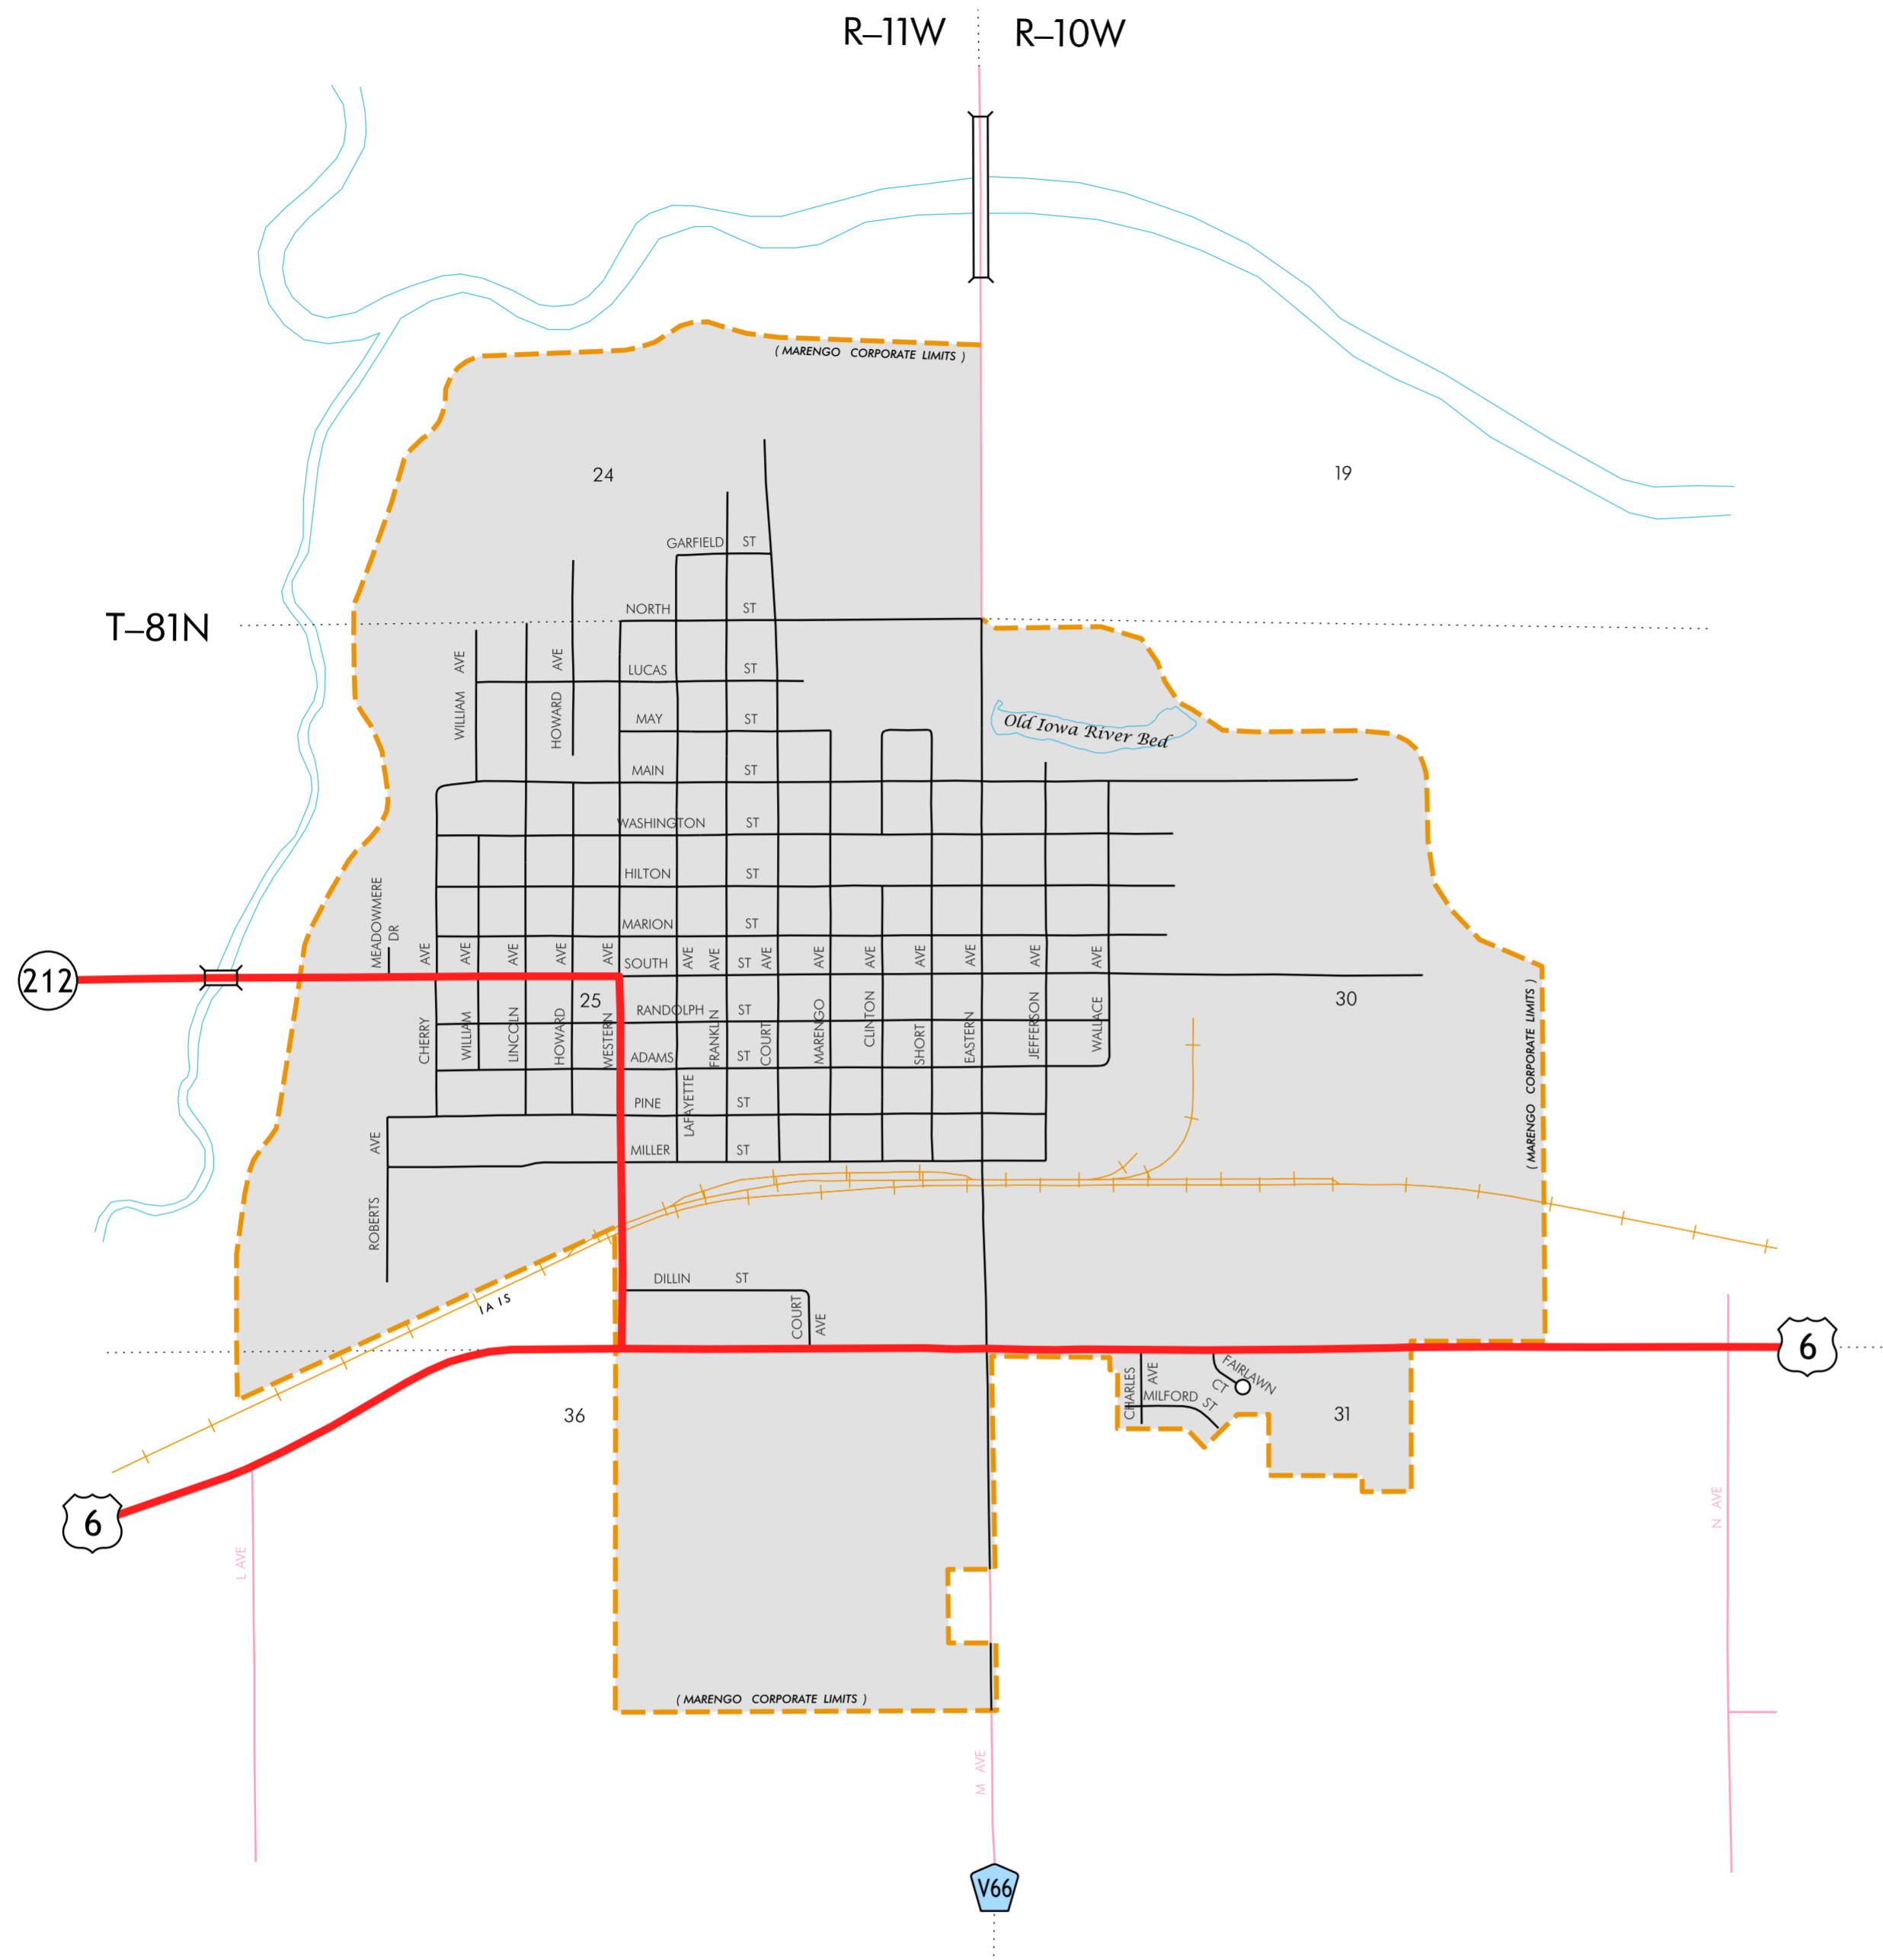 R–11W R–10W
( MARENGO CORPORATE LIMITS )
24
19
GARFIELD ST
T–81N
NORTH ST
WILLIAM AVE
HOWARD AVE
LUCAS ST
MAY ST
Old Iowa River Bed
MAIN ST
WASHINGTON ST
HILTON ST
MEADOWMERE
DR
MARION ST
SOUTH ST
212
25
30
RANDOLPH ST
CHERRY AVE
WILLIAM AVE
LINCOLN AVE
HOWARD AVE
WESTERN AVE
LAFAYETTE AVE
FRANKLIN AVE
COURT AVE
MARENGO AVE
CLINTON AVE
SHORT AVE
EASTERN AVE
JEFFERSON AVE
WALLACE AVE
( MARENGO CORPORATE LIMITS )
ADAMS ST
PINE ST
MILLER ST
ROBERTS AVE
DILLIN ST
COURT
AVE
IAIS
6
CHARLES
AVE
FAIRLAWN
CT
MILFORD ST
36
31
6
L AVE
N AVE
( MARENGO CORPORATE LIMITS )
M AVE
V66